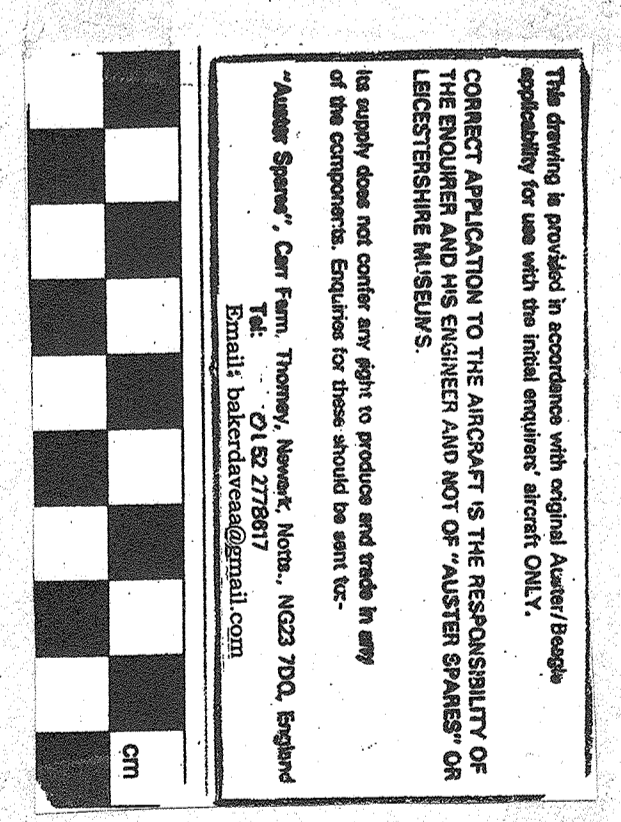 This drawing is provided in accordance with original Auster/Beagle
applicability for use with the initial enquirers' aircraft ONLY.
CORRECT APPLICATION TO THE AIRCRAFT IS THE RESPONSIBILITY OF
THE ENQUIRER AND HIS ENGINEER AND NOT OF "AUSTER SPARES" OR
LEICESTERSHIRE MUSEUMS.
Its supply does not confer any right to produce and trade in any
of the components. Enquiries for these should be sent to:-
"Auster Spares", Carr Farm, Thorney, Newark, Notts., NG23 7DQ, England
Tel: 0152 2778617
Email: bakerdaveaa@gmail.com
cm